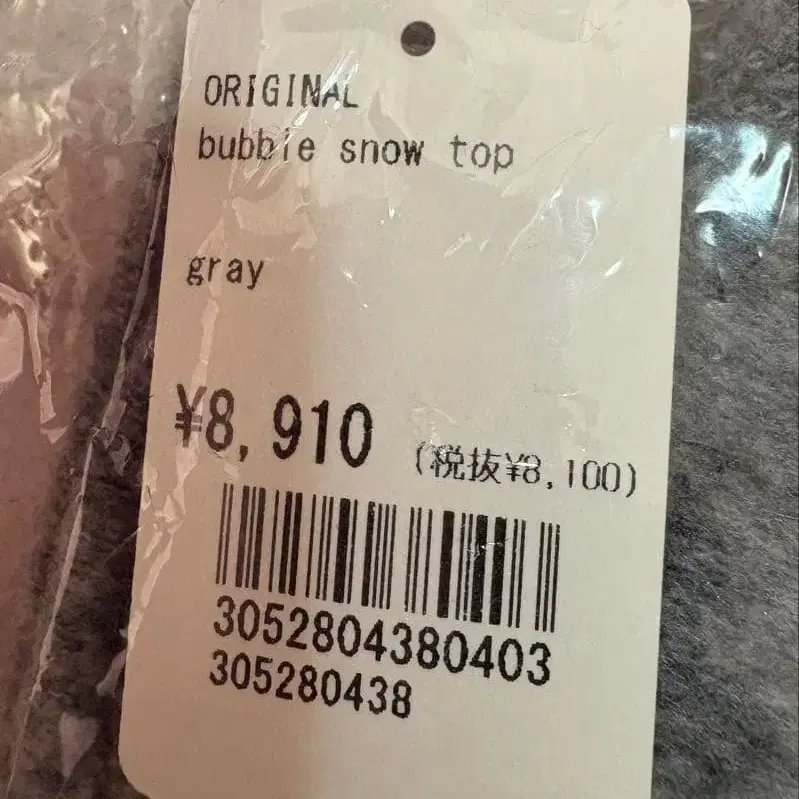 ORIGINAL
bubble snow top
gray
¥8,910 (税抜¥8,100)
3052804380403
305280438